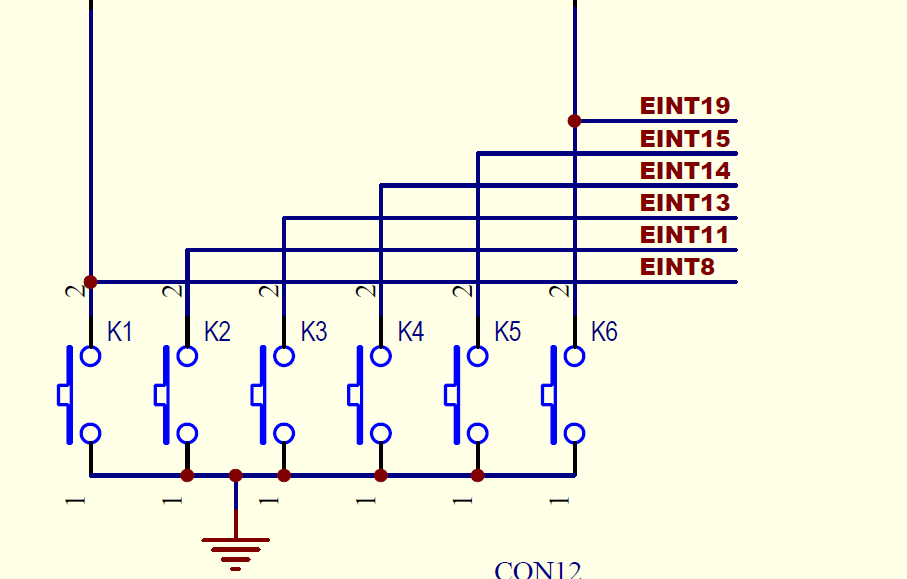 EINT19
EINT15
EINT14
EINT13
EINT11
EINT8
2 2 2 2 2 2
K1 K2 K3 K4 K5 K6
1 1 1 1 1 1
CON12